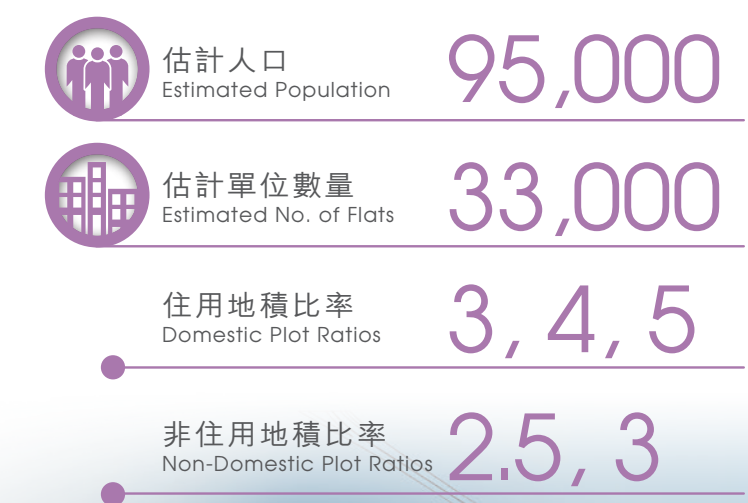 估計人口
Estimated Population
95,000
估計單位數量
Estimated No. of Flats
33,000
住用地積比率
Domestic Plot Ratios
3, 4, 5
非住用地積比率
Non-Domestic Plot Ratios
2.5, 3